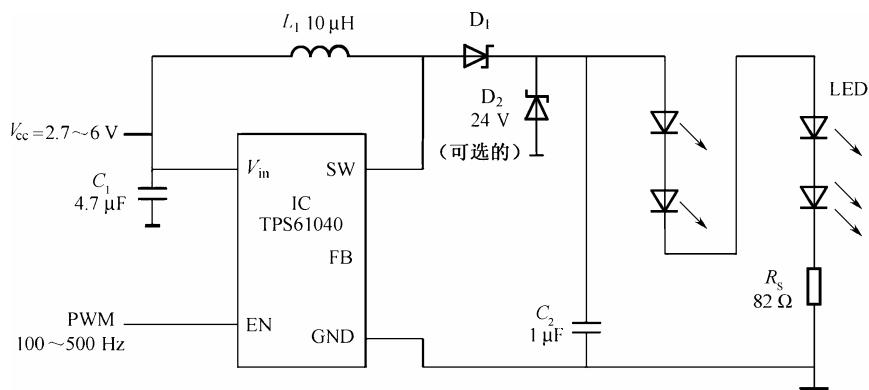 L₁ 10 μH
D₁
LED
D₂
24 V
(可选的)
Vcc=2.7~6 V
Vin
SW
C₁
4.7 μF
IC
TPS61040
FB
Rs
82 Ω
PWM
100~500 Hz
EN
GND
C₂
1 μF